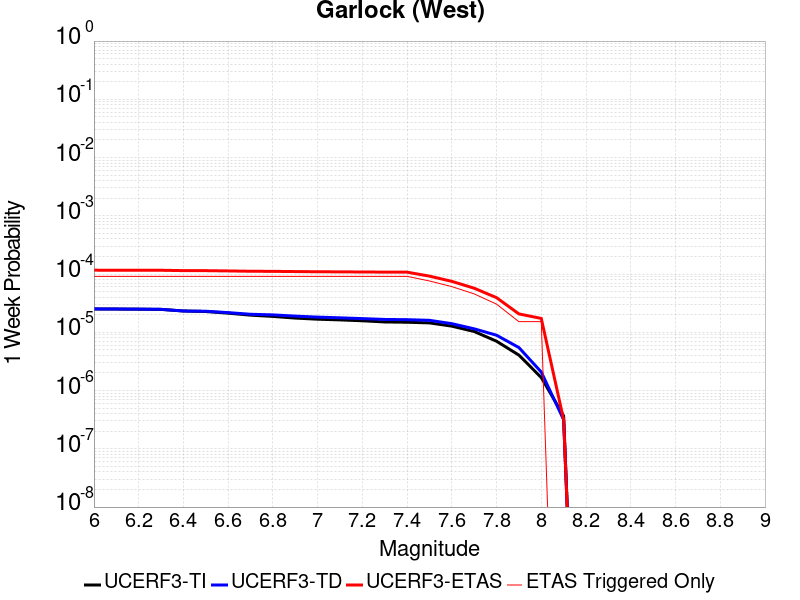 Garlock (West)
10^0
10^-1
10^-2
10^-3
10^-4
10^-5
10^-6
10^-7
10^-8
1 Week Probability
6 6.2 6.4 6.6 6.8 7 7.2 7.4 7.6 7.8 8 8.2 8.4 8.6 8.8 9
Magnitude
UCERF3-TI UCERF3-TD UCERF3-ETAS ETAS Triggered Only